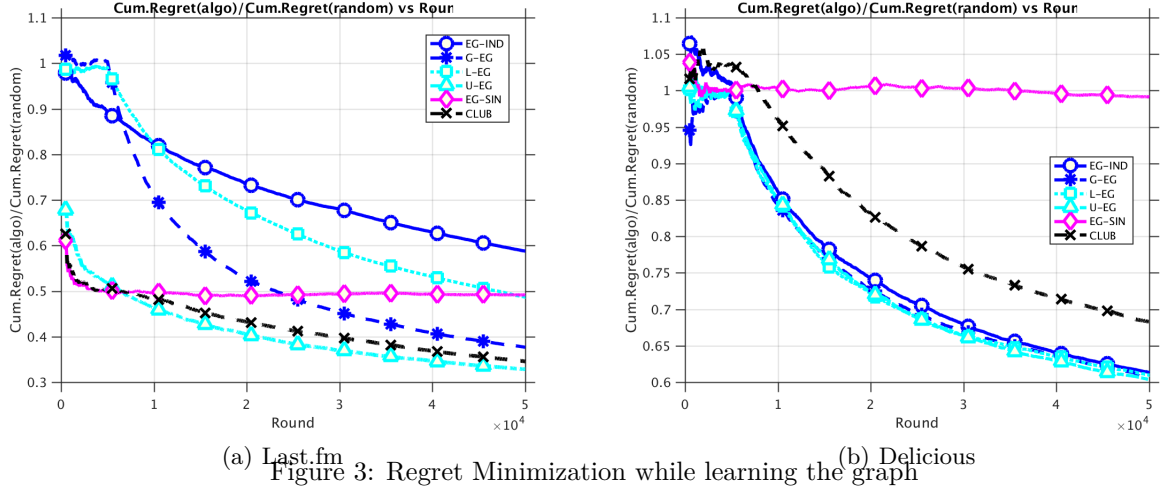 Cum.Regret(algo)/Cum.Regret(random) vs Roun
1.1
1
0.9
0.8
0.7
0.6
0.5
0.4
0.3
Cum.Regret(algo)/Cum.Regret(random)
EG-IND
G-EG
L-EG
U-EG
EG-SIN
CLUB
0 1 2 3 4 5
Round
×10⁴
(a) Last.fm
Cum.Regret(algo)/Cum.Regret(random) vs Roun
1.1
1.05
1
0.95
0.9
0.85
0.8
0.75
0.7
0.65
0.6
Cum.Regret(algo)/Cum.Regret(random)
EG-IND
G-EG
L-EG
U-EG
EG-SIN
CLUB
0 1 2 3 4 5
Round
×10⁴
(b) Delicious
Figure 3: Regret Minimization while learning the graph